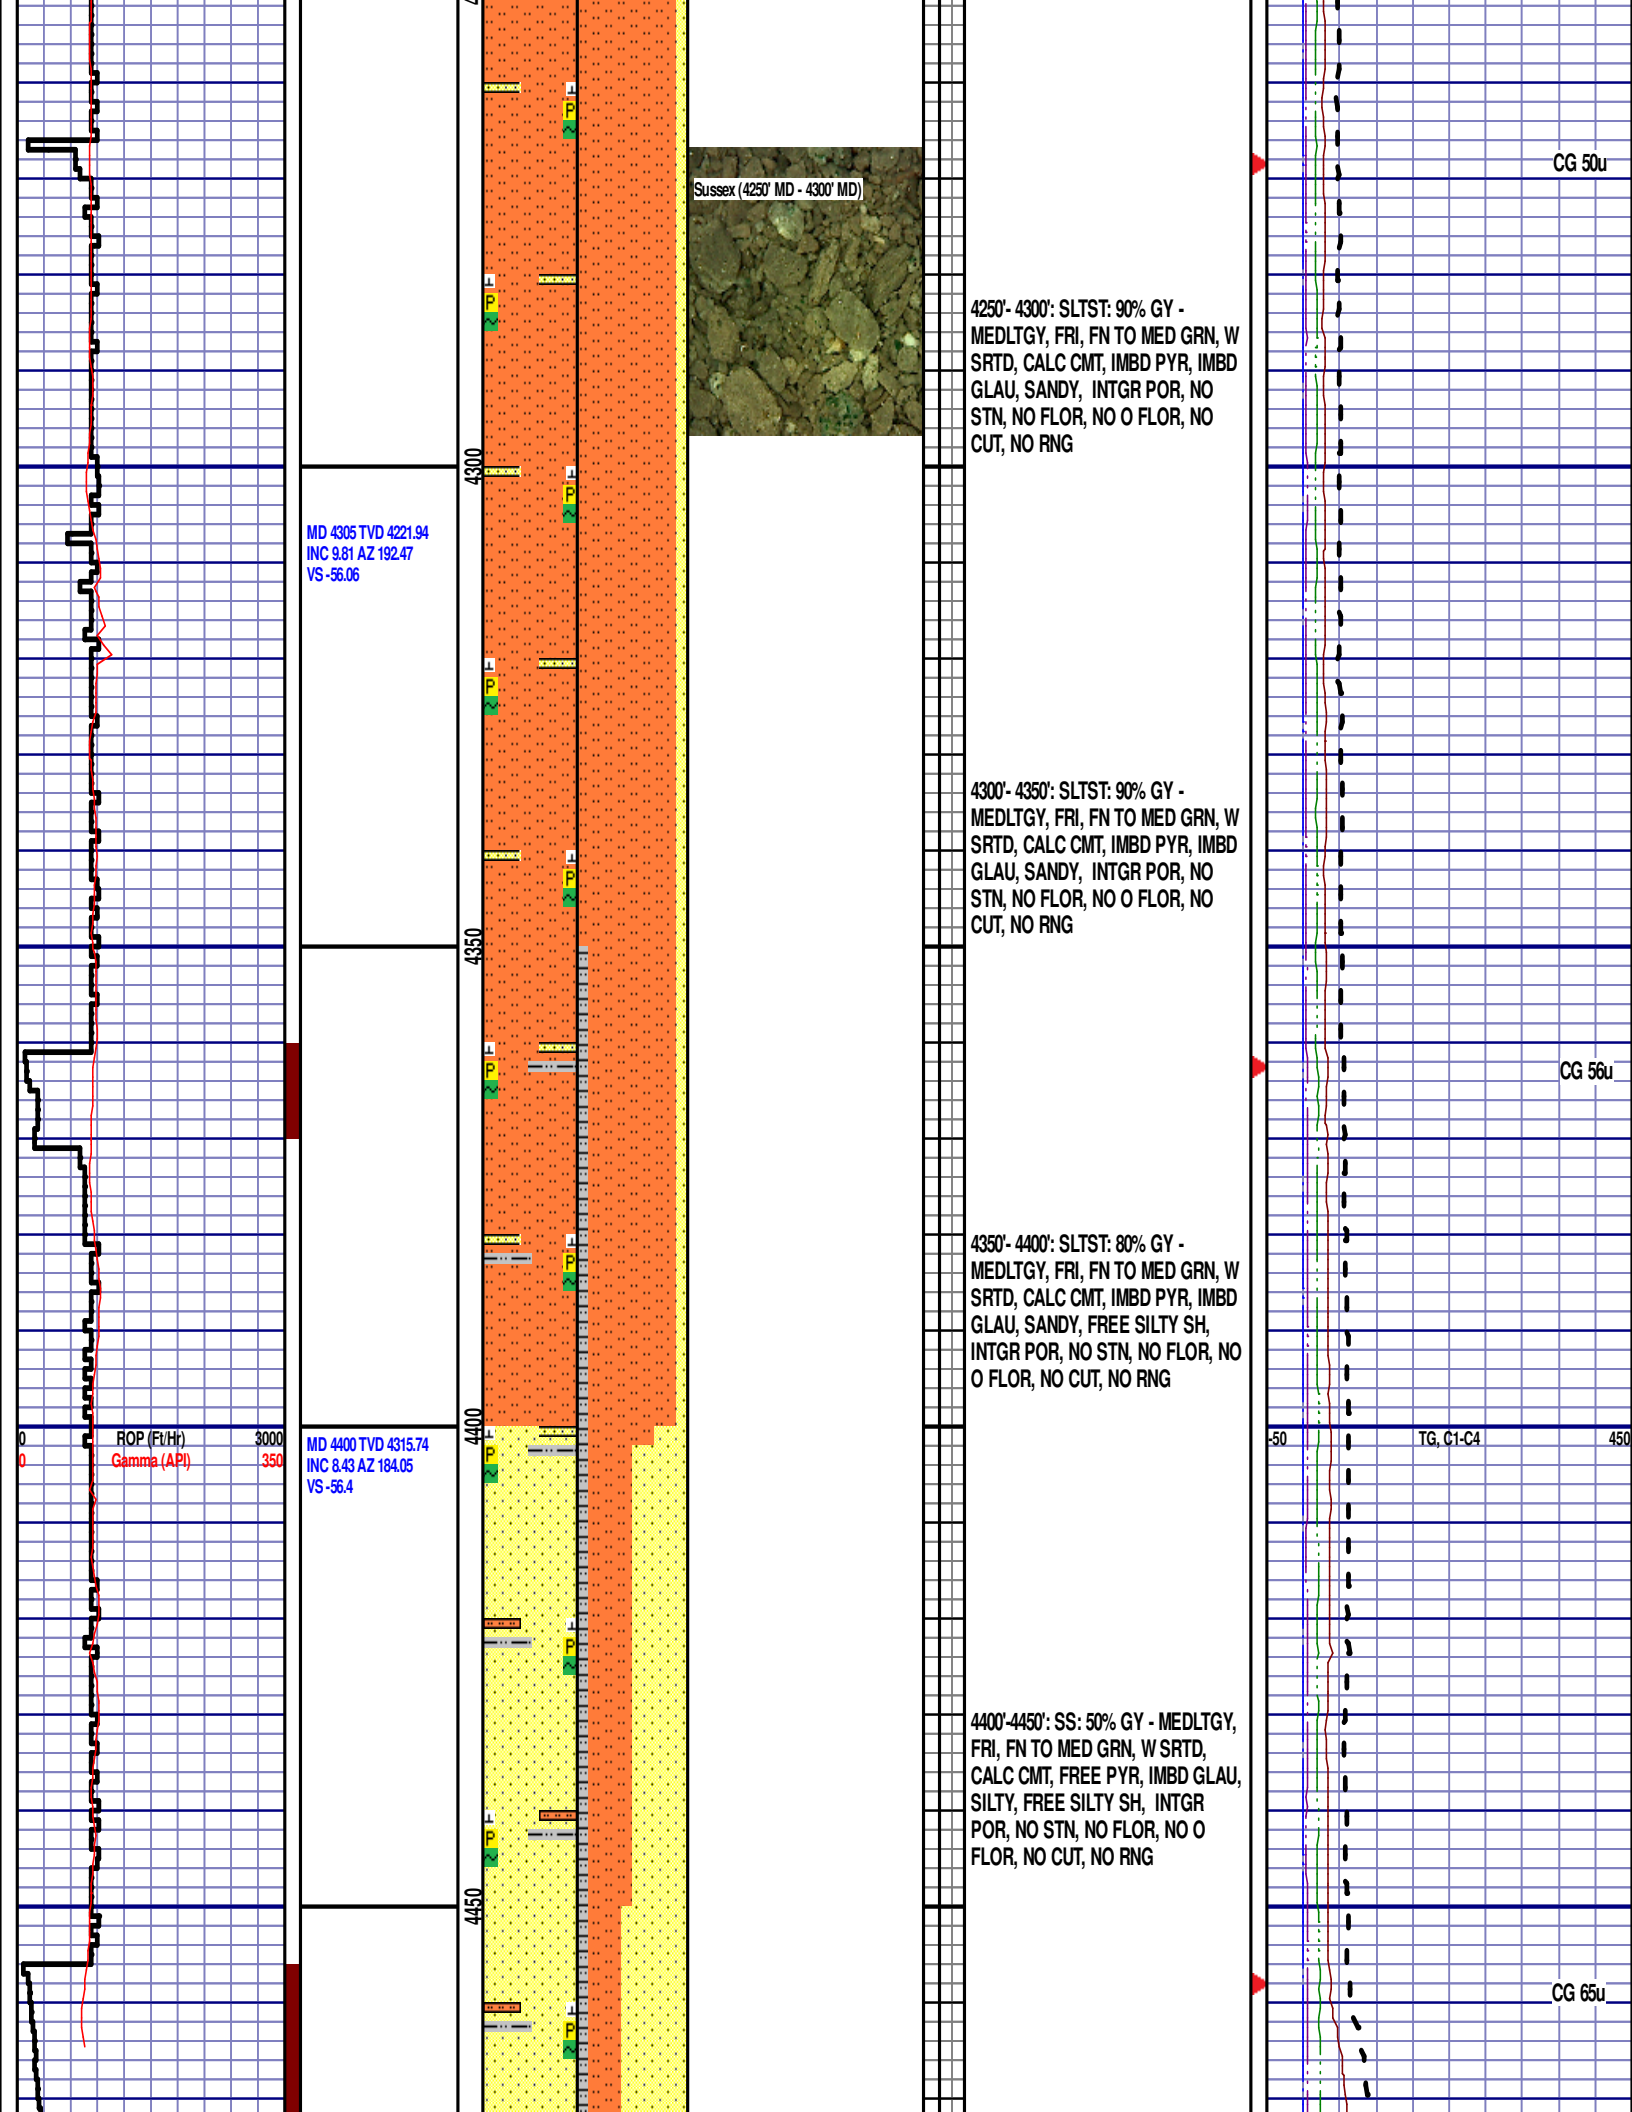 CG 50u
Sussex (4250' MD - 4300' MD)
4250'- 4300': SLTST: 90% GY -
MEDLTGY, FRI, FN TO MED GRN, W
SRTD, CALC CMT, IMBD PYR, IMBD
GLAU, SANDY, INTGR POR, NO
STN, NO FLOR, NO O FLOR, NO
CUT, NO RNG
4300
MD 4305 TVD 4221.94
INC 9.81 AZ 192.47
VS -56.06
4300'- 4350': SLTST: 90% GY -
MEDLTGY, FRI, FN TO MED GRN, W
SRTD, CALC CMT, IMBD PYR, IMBD
GLAU, SANDY, INTGR POR, NO
STN, NO FLOR, NO O FLOR, NO
CUT, NO RNG
4350
CG 56u
4350'- 4400': SLTST: 80% GY -
MEDLTGY, FRI, FN TO MED GRN, W
SRTD, CALC CMT, IMBD PYR, IMBD
GLAU, SANDY, FREE SILTY SH,
INTGR POR, NO STN, NO FLOR, NO
O FLOR, NO CUT, NO RNG
4400
0 ROP (Ft/Hr) 3000
0 Gamma (API) 350
MD 4400 TVD 4315.74
INC 8.43 AZ 184.05
VS -56.4
-50 TG, C1-C4 450
4400'-4450': SS: 50% GY - MEDLTGY,
FRI, FN TO MED GRN, W SRTD,
CALC CMT, FREE PYR, IMBD GLAU,
SILTY, FREE SILTY SH, INTGR
POR, NO STN, NO FLOR, NO O
FLOR, NO CUT, NO RNG
4450
CG 65u
P
P
P
P
P
P
P
P
P
P
P